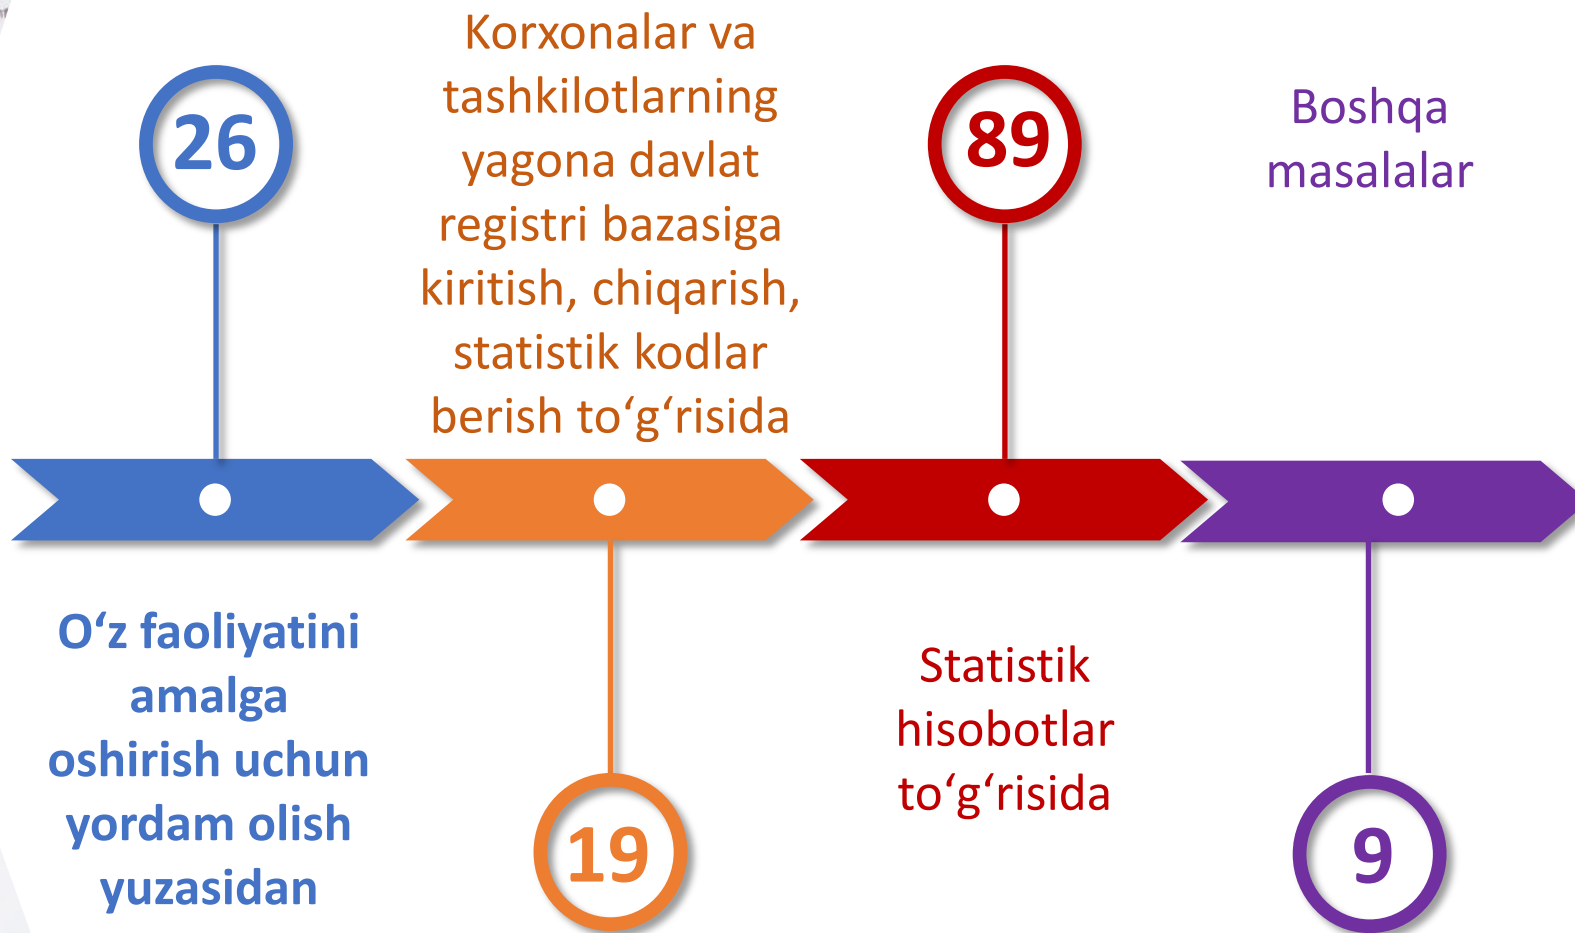 26
O‘z faoliyatini
amalga
oshirish uchun
yordam olish
yuzasidan
Korxonalar va
tashkilotlarning
yagona davlat
registri bazasiga
kiritish, chiqarish,
statistik kodlar
berish to‘g‘risida
19
89
Statistik
hisobotlar
to‘g‘risida
Boshqa
masalalar
9